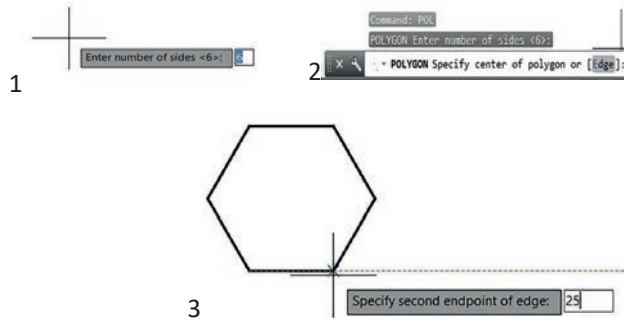 Enter number of sides <6>: 6
1
Command: POL
POLYGON Enter number of sides <6>:
POLYGON Specify center of polygon or [Edge]:
2
Specify second endpoint of edge: 25
3